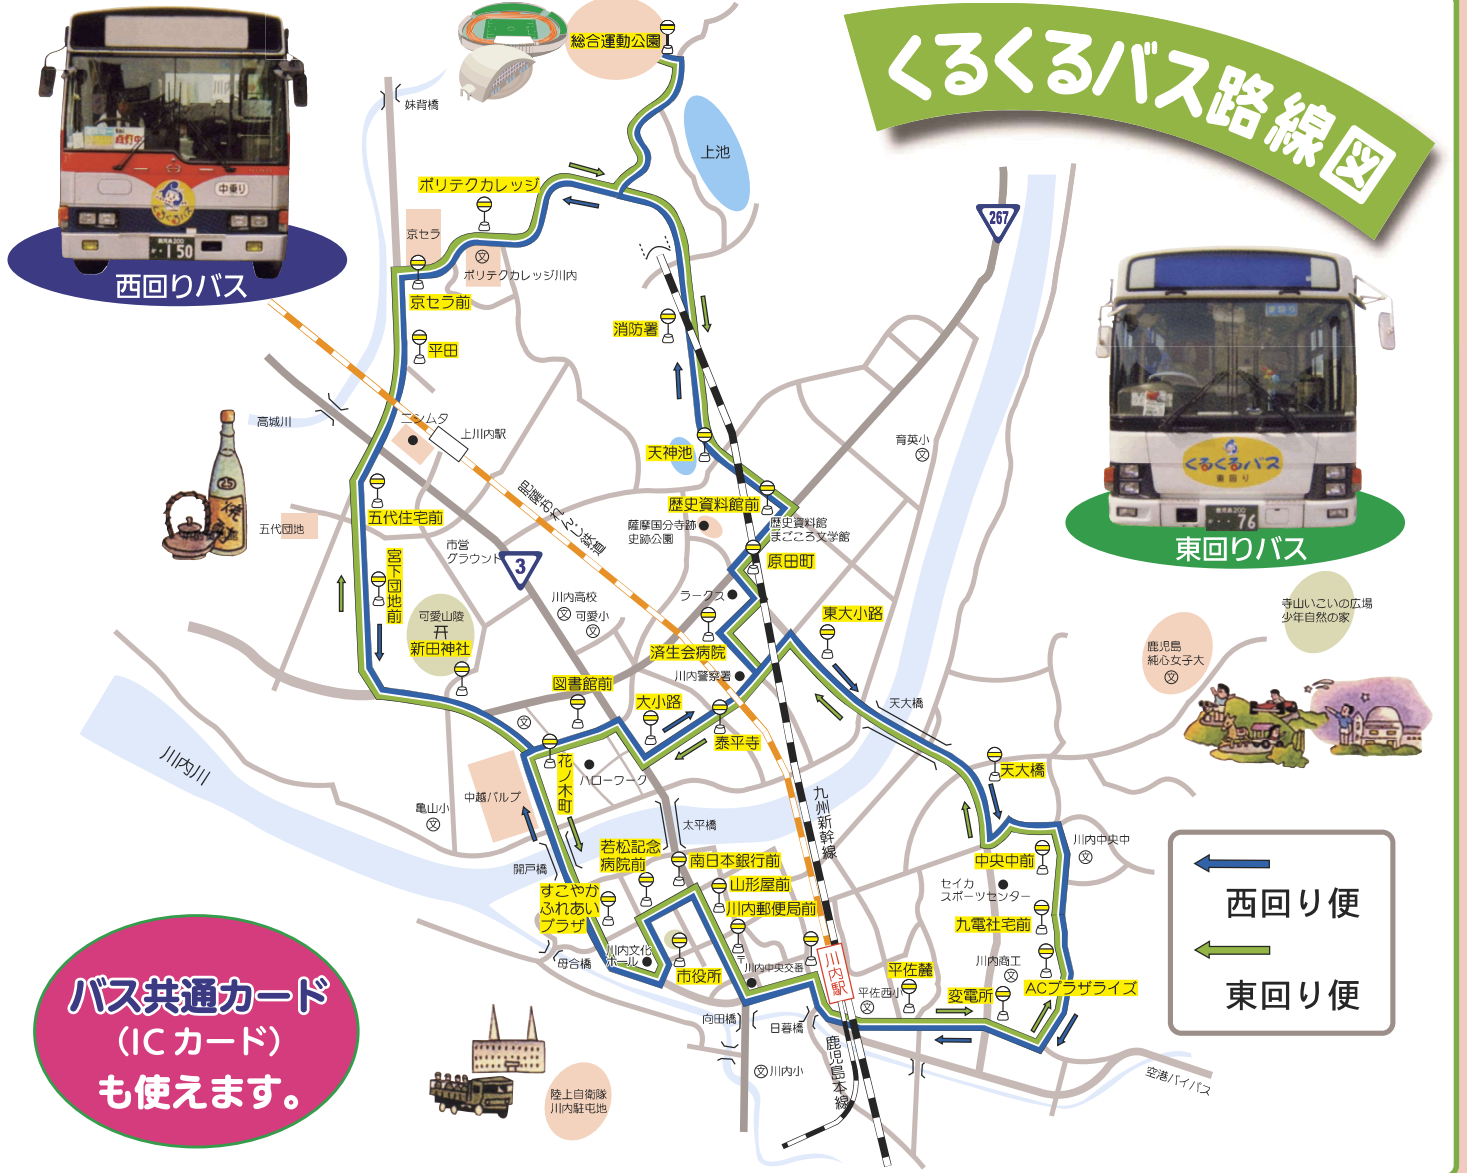 くるくるバス路線図
中乗り
くるくるバス
150
西回りバス
総合運動公園
妹背橋
上池
267
ポリテクカレッジ
京セラ
ポリテクカレッジ川内
京セラ前
平田
消防署
くるくるバス
東回り
76
東回りバス
高城川
ニシムタ
上川内駅
天神池
育英小
肥薩おれんじ鉄道
五代住宅前
歴史資料館前
五代団地
市営
グラウンド
3
薩摩国分寺跡
史跡公園
歴史資料館
まごころ文学館
原田町
宮下団地前
川内高校
可愛小
ラークス
可愛山陵
新田神社
東大小路
済生会病院
川内警察署
寺山いこいの広場
少年自然の家
鹿児島
純心女子大
図書館前
大小路
天大橋
泰平寺
川内川
花ノ木町
ハローワーク
天大橋
中越パルプ
亀山小
太平橋
九州新幹線
川内中央中
開戸橋
若松記念
病院前
南日本銀行前
中央中前
すこやか
ふれあい
プラザ
山形屋前
川内郵便局前
セイカ
スポーツセンター
九電社宅前
西回り便
東回り便
川内文化
ホール
母合橋
市役所
川内中央交番
川内駅
平佐麓
平佐西小
川内商工
変電所
ACプラザライズ
向田橋
日暮橋
鹿児島本線
川内小
空港バイパス
陸上自衛隊
川内駐屯地
バス共通カード
（ICカード）
も使えます。